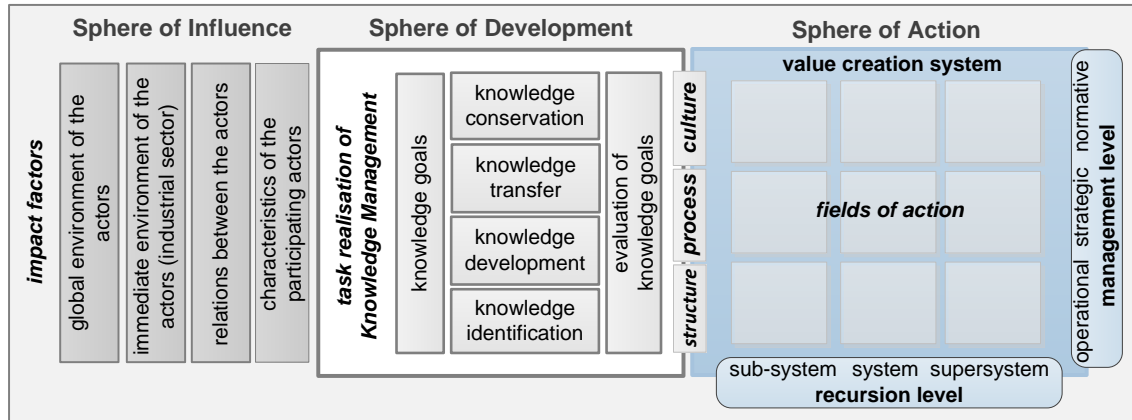 Sphere of Influence
impact factors
global environment of the
actors
immediate environment of the
actors (industrial sector)
relations between the actors
characteristics of the
participating actors
Sphere of Development
task realisation of
Knowledge Management
knowledge goals
knowledge
conservation
knowledge
transfer
knowledge
development
knowledge
identification
evaluation of
knowledge goals
culture
process
structure
Sphere of Action
value creation system
fields of action
sub-system system supersystem
recursion level
operational strategic normative
management level